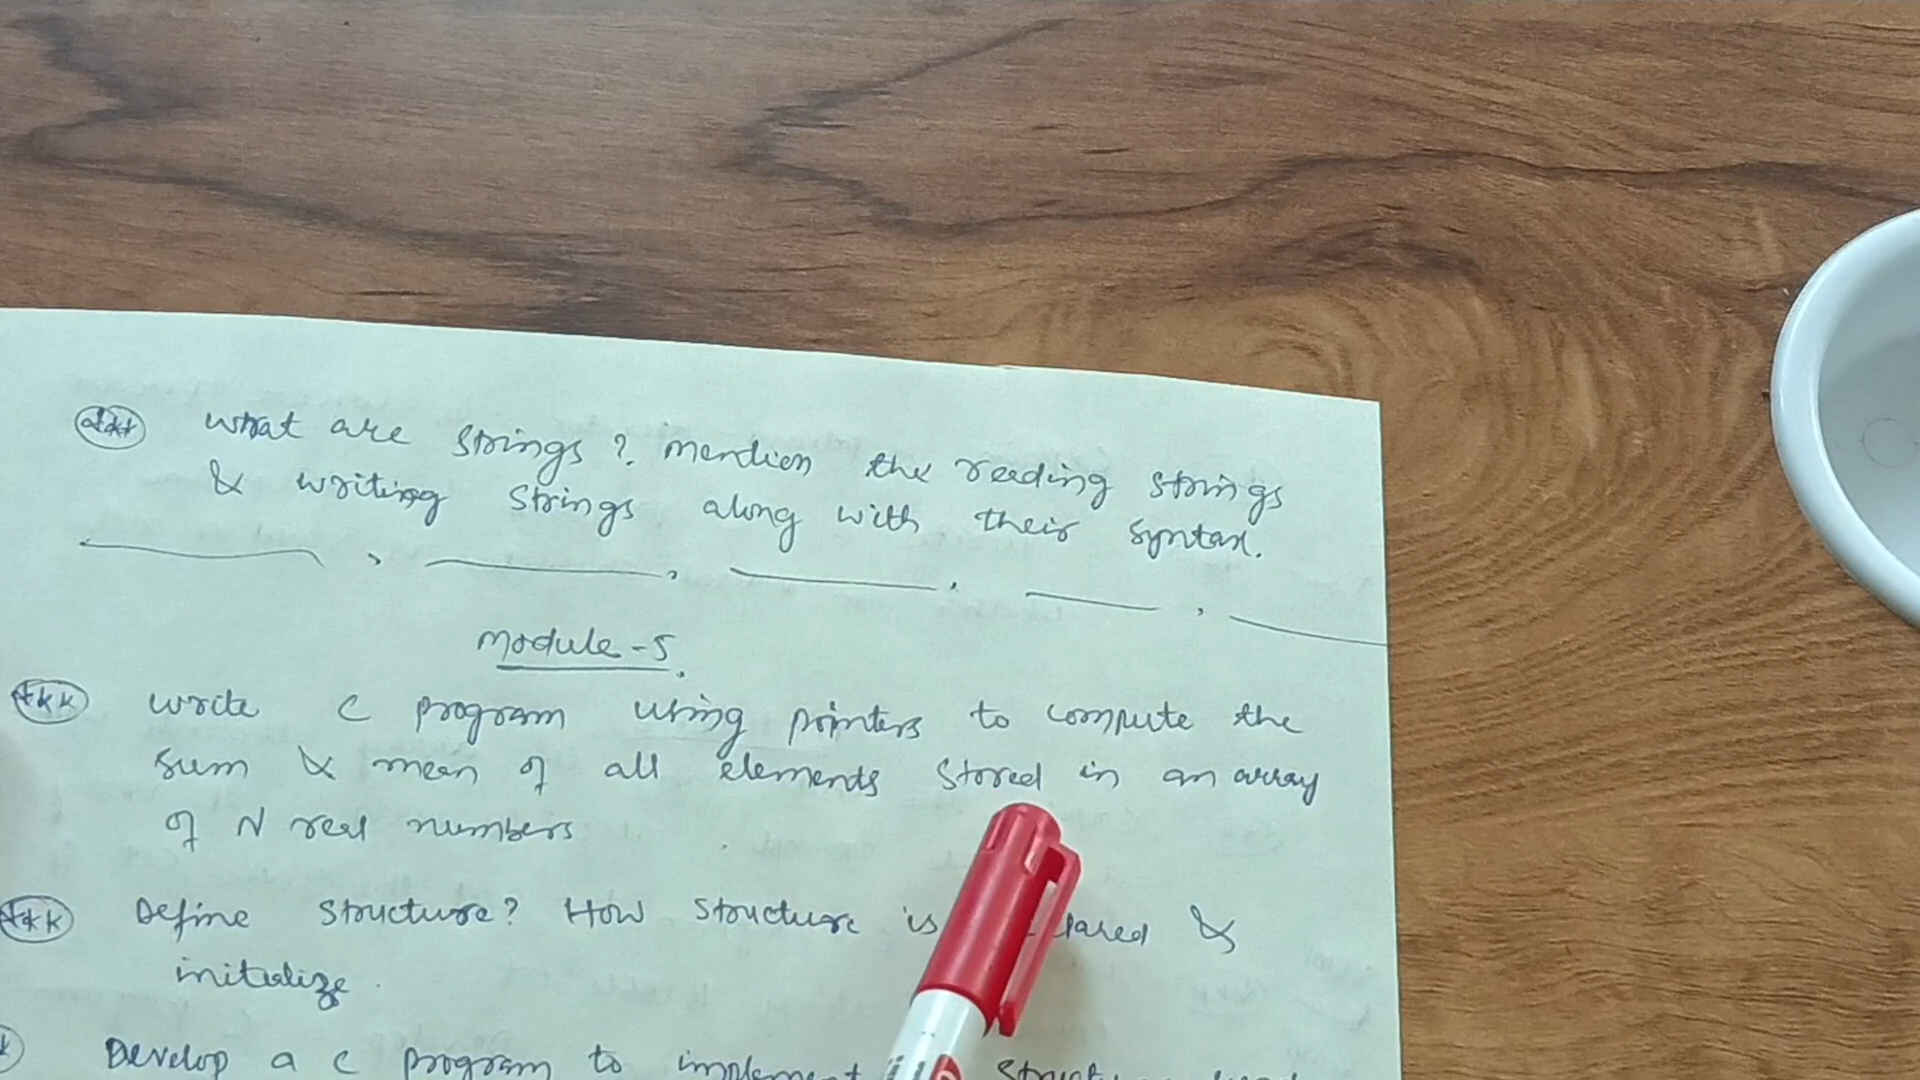 *** What are strings? Mention the reading strings
& writing strings along with their syntax.
Module-5.
*** Write C program using pointers to compute the
sum & mean of all elements stored in an array
of N real numbers
*** Define structure? How structure is & 
initialize.
Develop a C program to implement